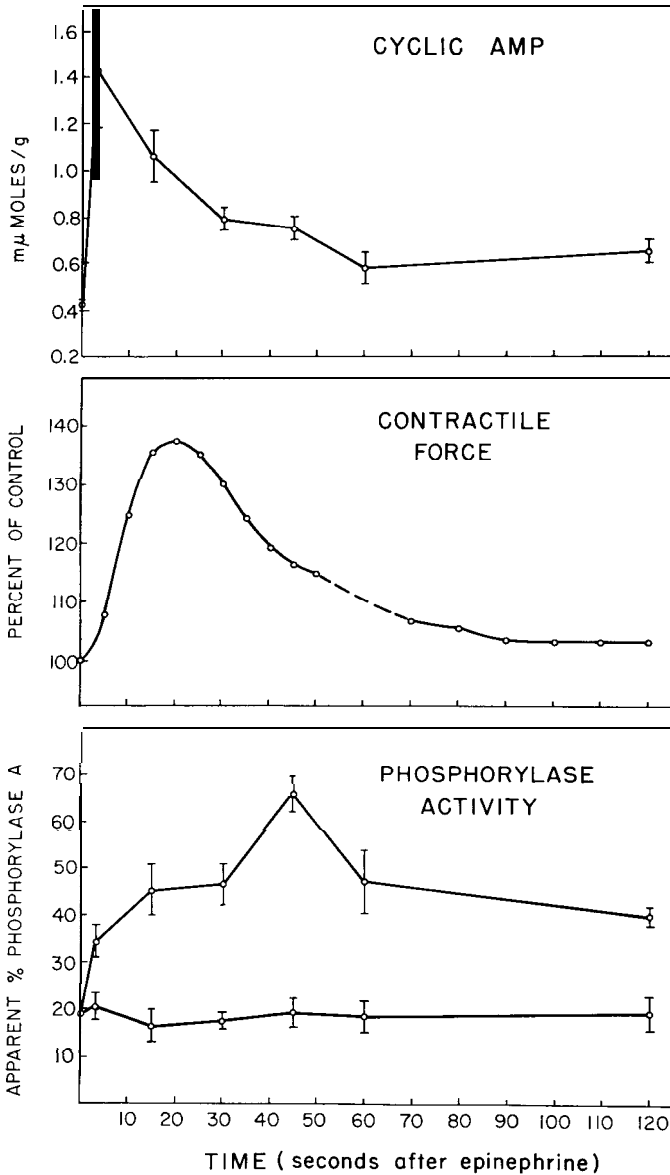 CYCLIC AMP
mμ MOLES/g
1.6
1.4
1.2
1.0
0.8
0.6
0.4
0.2
CONTRACTILE
FORCE
PERCENT OF CONTROL
140
130
120
110
100
PHOSPHORYLASE
ACTIVITY
APPARENT % PHOSPHORYLASE A
70
60
50
40
30
20
10
10 20 30 40 50 60 70 80 90 100 110 120
TIME (seconds after epinephrine)